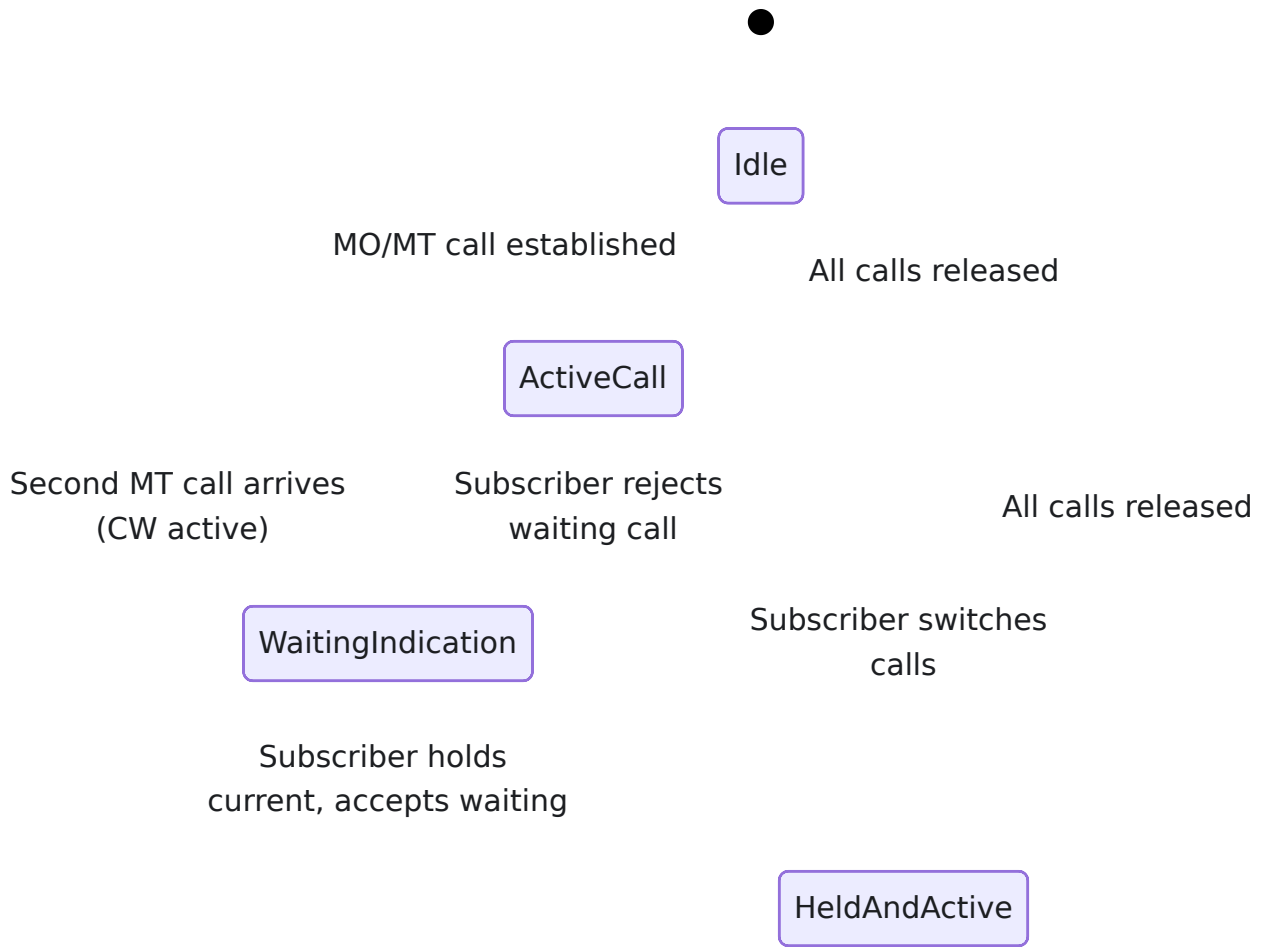 Idle
MO/MT call established
All calls released
ActiveCall
Second MT call arrives
(CW active)
Subscriber rejects
waiting call
All calls released
Subscriber switches
calls
WaitingIndication
Subscriber holds
current, accepts waiting
HeldAndActive